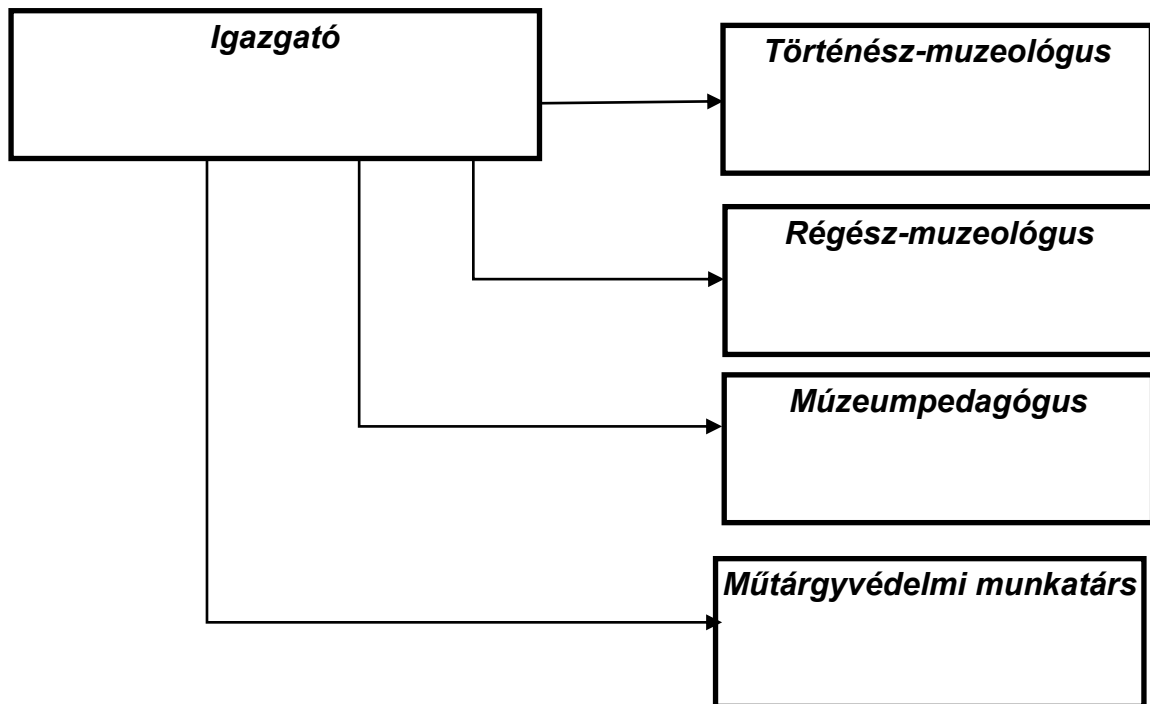 Igazgató
Történész-muzeológus
Régész-muzeológus
Múzeumpedagógus
Műtárgyvédelmi munkatárs